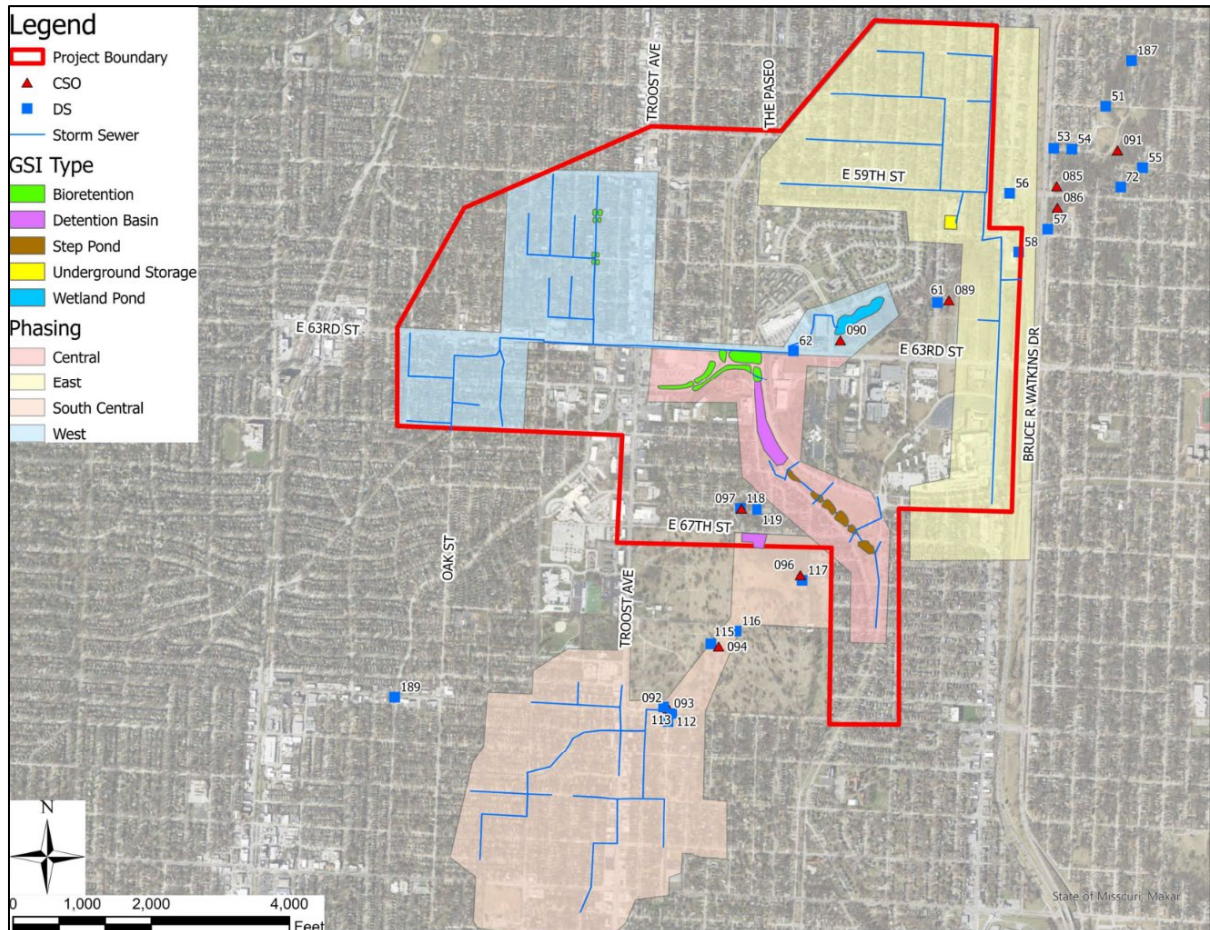 Legend
Project Boundary
CSO
DS
Storm Sewer
GSI Type
Bioretention
Detention Basin
Step Pond
Underground Storage
Wetland Pond
Phasing
Central
East
South Central
West
TROOST AVE
THE PASEO
187
51
53
54
091
55
085
72
E 59TH ST
56
086
57
58
61
089
E 63RD ST
090
62
E 63RD ST
BRUCE R WATKINS DR
097
118
119
E 67TH ST
OAK ST
096
117
TROOST AVE
116
115
094
189
092
093
113
112
N
0
1,000
2,000
4,000
Feet
State of Missouri, Maxar